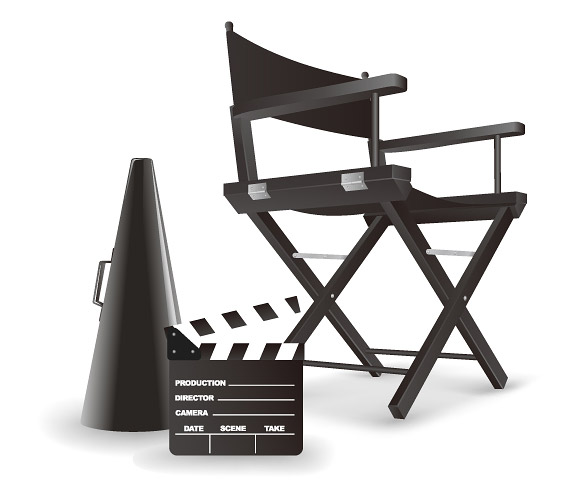 PRODUCTION
DIRECTOR
CAMERA
DATE SCENE TAKE